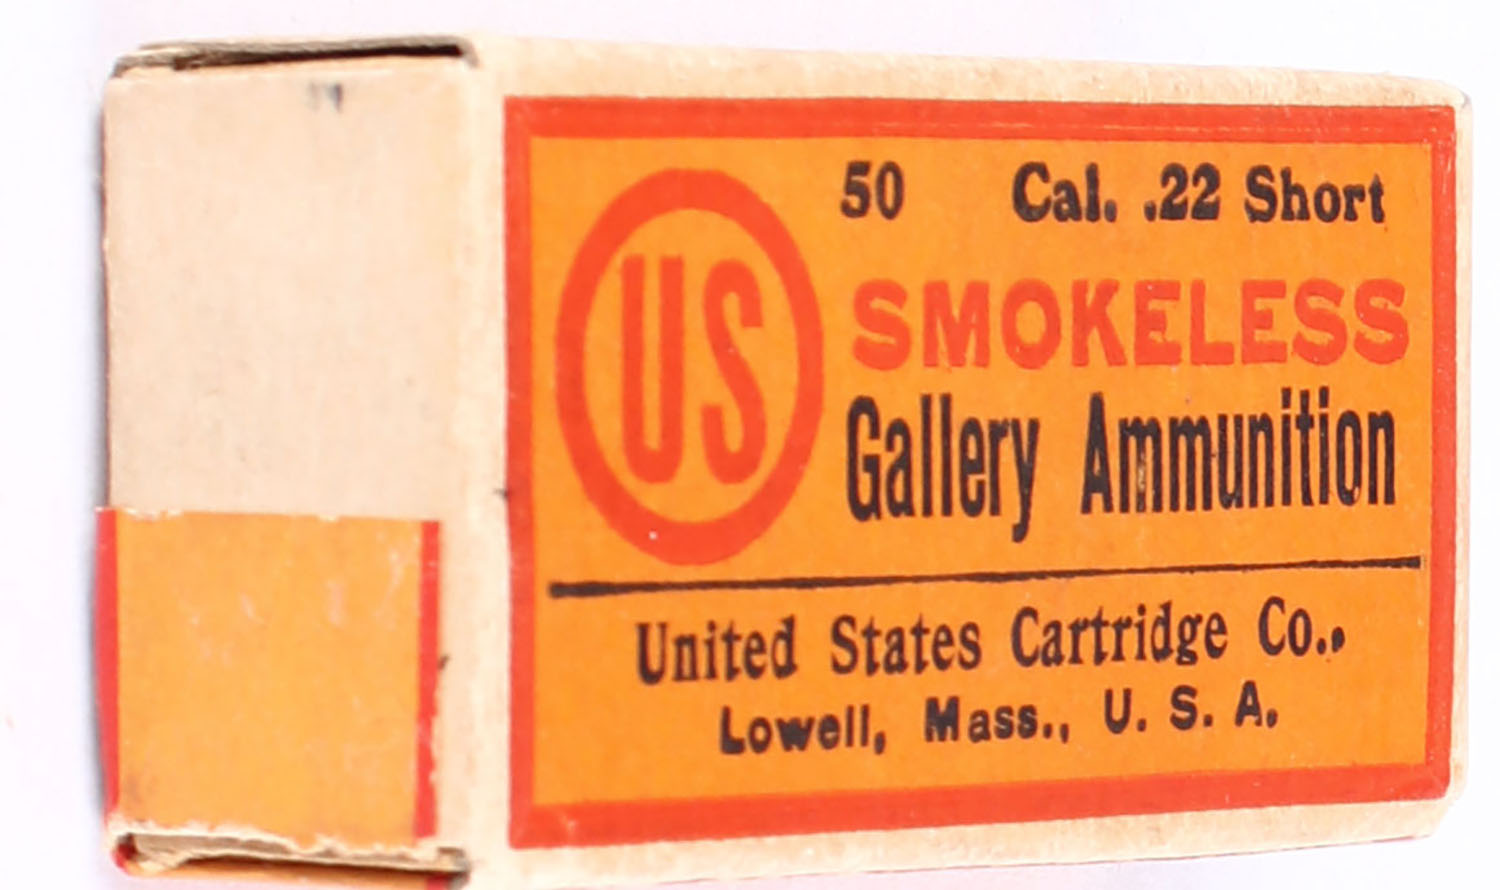 US
50 Cal. .22 Short
SMOKELESS
Gallery Ammunition
United States Cartridge Co..
Lowell, Mass., U. S. A.